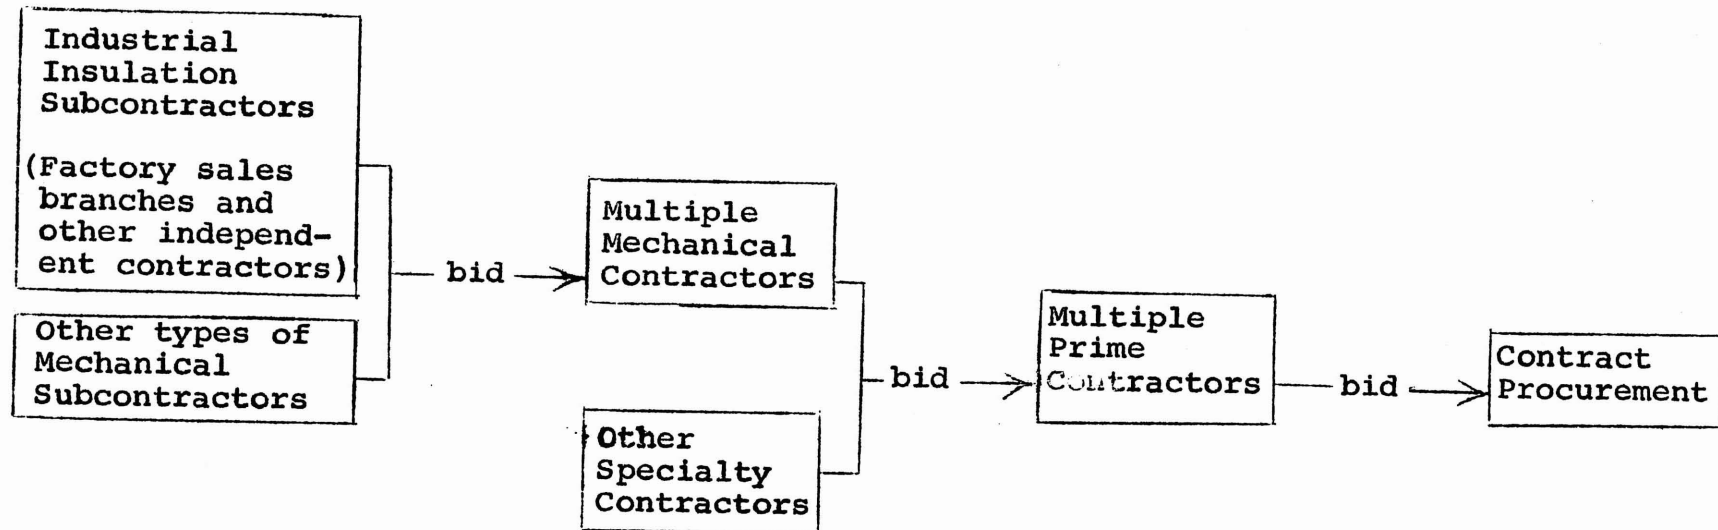 Industrial
Insulation
Subcontractors
(Factory sales
branches and
other independ-
ent contractors)
Other types of
Mechanical
Subcontractors
bid
Multiple
Mechanical
Contractors
Other
Specialty
Contractors
bid
Multiple
Prime
Contractors
bid
Contract
Procurement